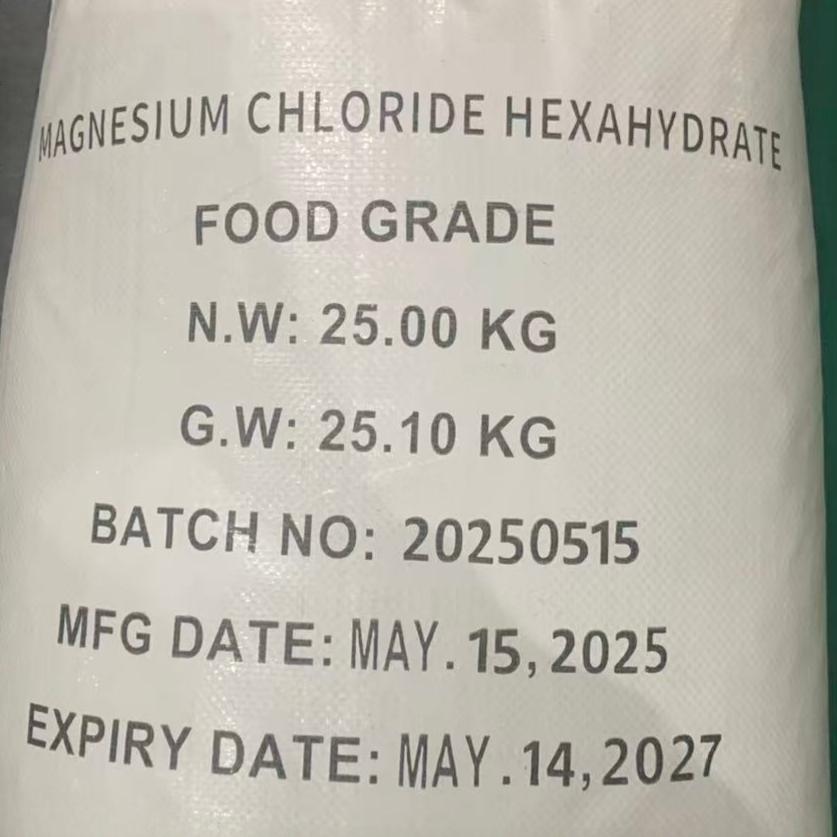 MAGNESIUM CHLORIDE HEXAHYDRATE
FOOD GRADE
N.W: 25.00 KG
G.W: 25.10 KG
BATCH NO: 20250515
MFG DATE: MAY. 15, 2025
EXPIRY DATE: MAY. 14, 2027